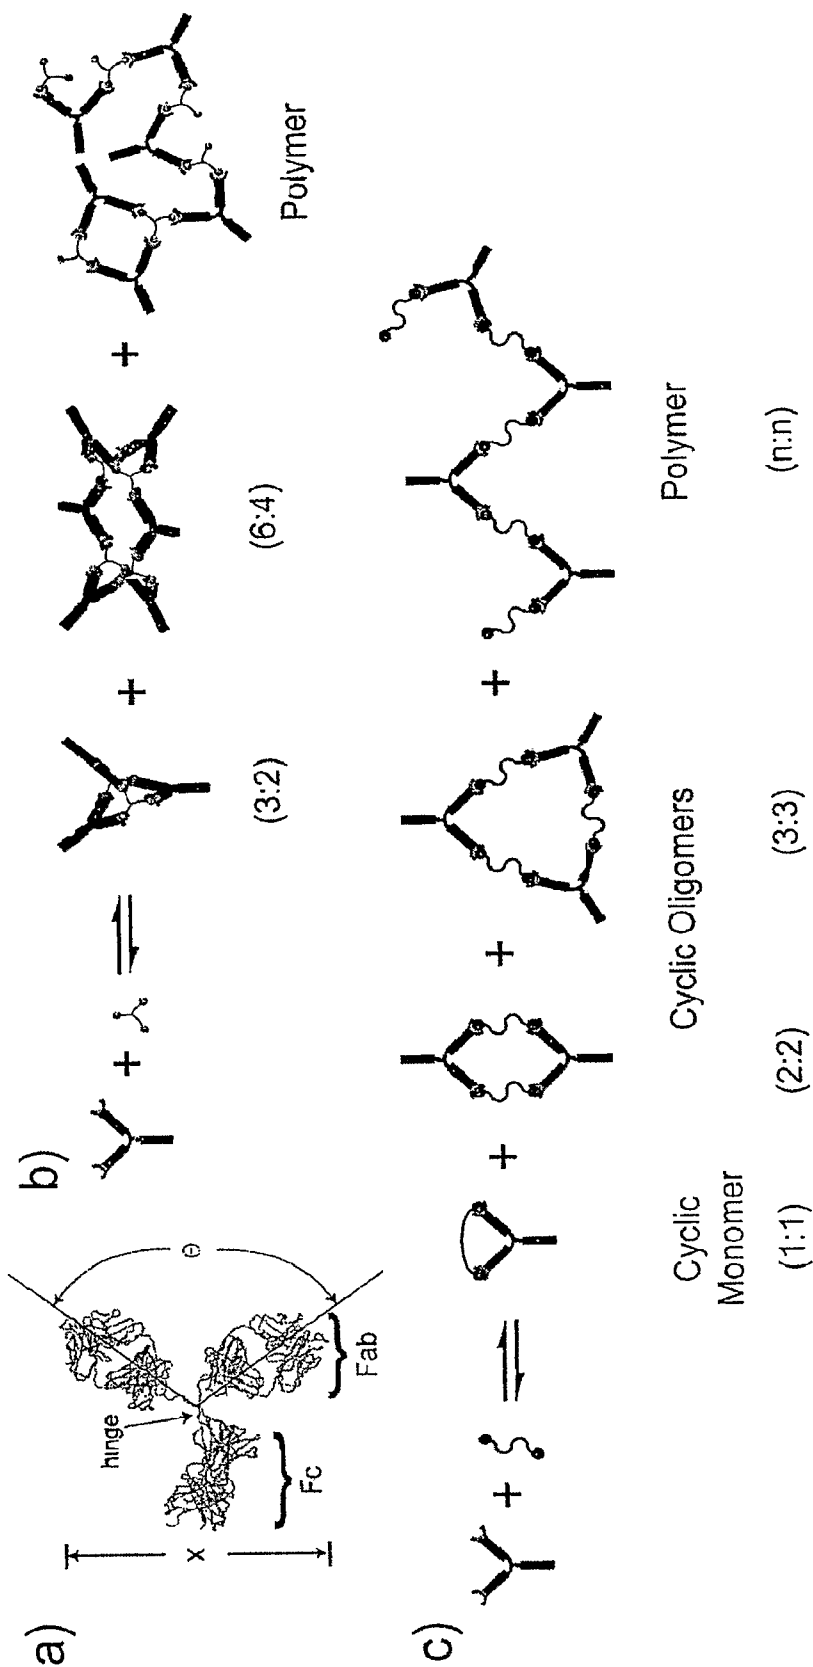 a)
x
hinge
Fc
Fab
Θ
b)
+
(3:2)
+
(6:4)
+
Polymer
c)
+
Cyclic
Monomer
(1:1)
+
Cyclic Oligomers
(2:2)
+
(3:3)
+
Polymer
(n:n)